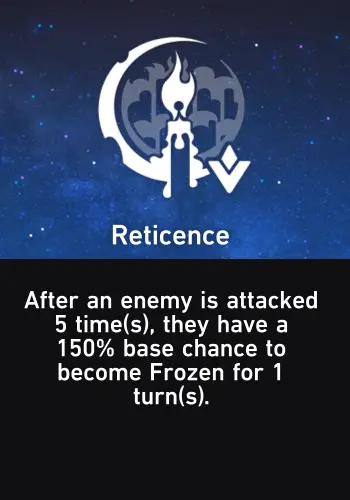 Reticence
After an enemy is attacked
5 time(s), they have a
150% base chance to
become Frozen for 1
turn(s).